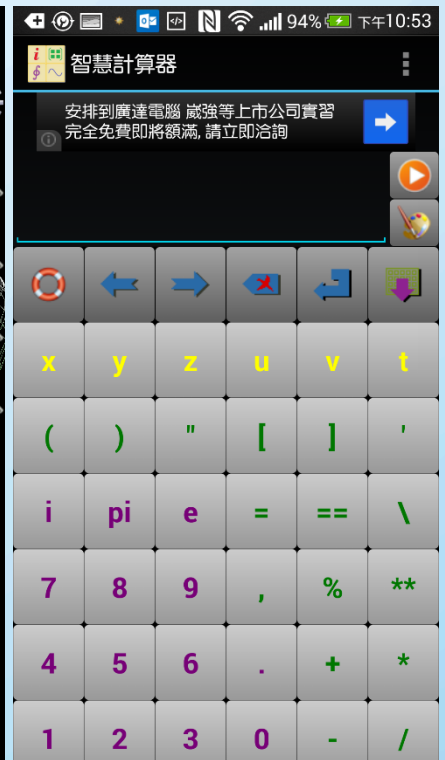 94% 下午10:53
智慧計算器
安排到廣達電腦 崴強等上市公司實習
完全免費即將額滿, 請立即洽詢
x y z u v t
( ) " [ ] '
i pi e = == \
7 8 9 , % **
4 5 6 . + *
1 2 3 0 - /